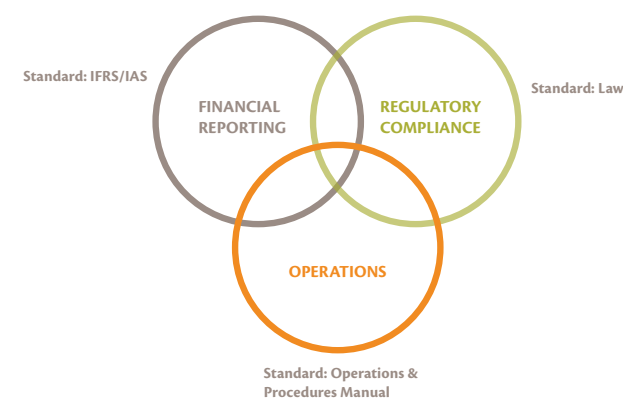 Standard: IFRS/IAS
Standard: Law
FINANCIAL
REPORTING
REGULATORY
COMPLIANCE
OPERATIONS
Standard: Operations &
Procedures Manual